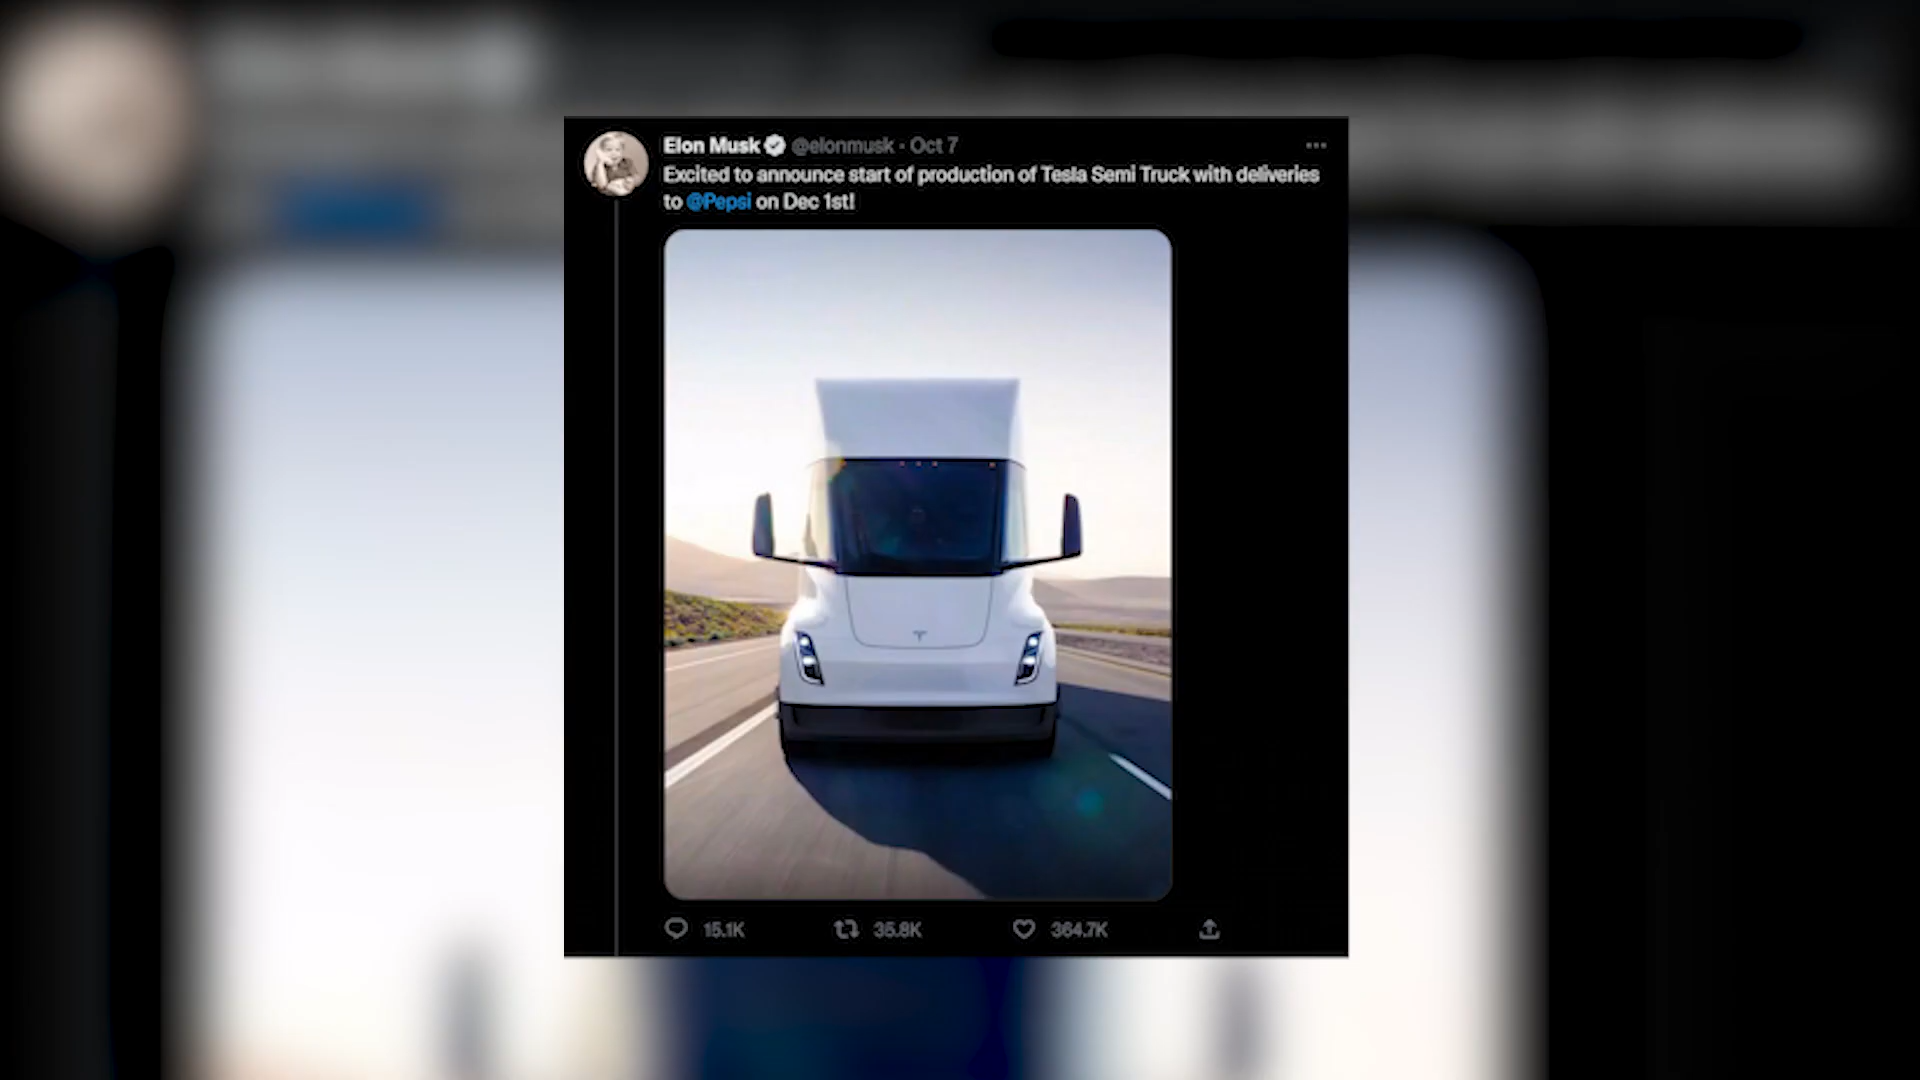 Elon Musk @elonmusk · Oct 7
Excited to announce start of production of Tesla Semi Truck with deliveries
to @Pepsi on Dec 1st!
15.1K 35.8K 364.7K